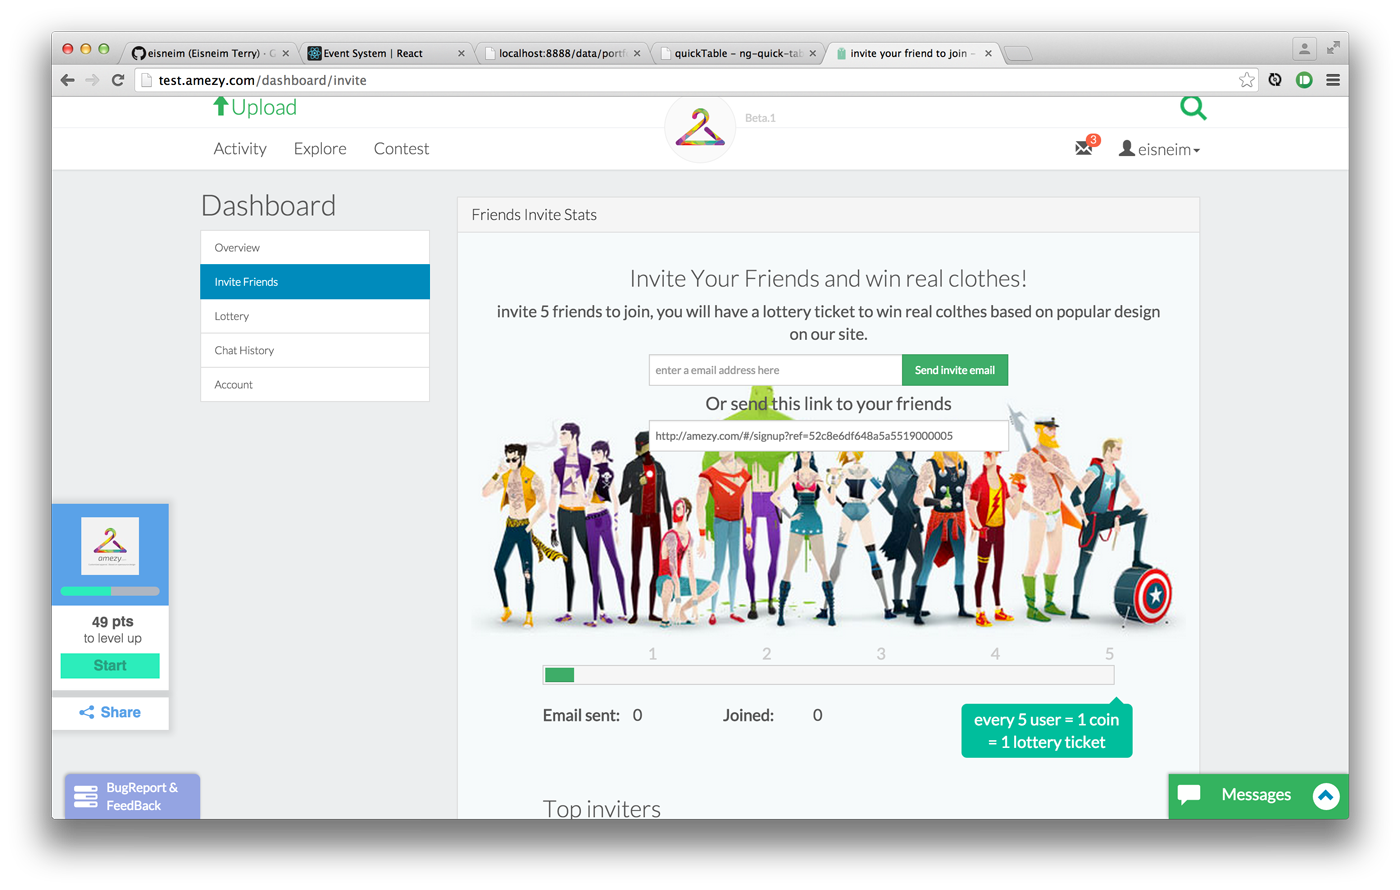 eisneim (Eisneim Terry) · G
Event System | React
localhost:8888/data/portf
quickTable – ng-quick-tab
invite your friend to join –
test.amezy.com/dashboard/invite
Upload
Beta.1
Activity
Explore
Contest
3
eisneim
Dashboard
Overview
Invite Friends
Lottery
Chat History
Account
Friends Invite Stats
Invite Your Friends and win real clothes!
invite 5 friends to join, you will have a lottery ticket to win real colthes based on popular design
on our site.
enter a email address here
Send invite email
Or send this link to your friends
http://amezy.com/#/signup?ref=52c8e6df648a5a5519000005
1 2 3 4 5
Email sent: 0
Joined: 0
every 5 user = 1 coin
= 1 lottery ticket
Top inviters
amezy
49 pts
to level up
Start
Share
BugReport &
FeedBack
Messages